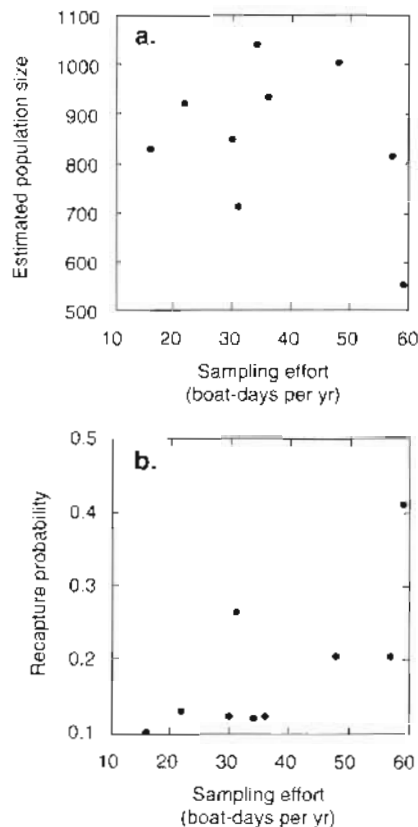 a.
1100
1000
900
800
700
600
500
Estimated population size
10 20 30 40 50 60
Sampling effort
(boat-days per yr)
b.
0.5
0.4
0.3
0.2
0.1
Recapture probability
10 20 30 40 50 60
Sampling effort
(boat-days per yr)